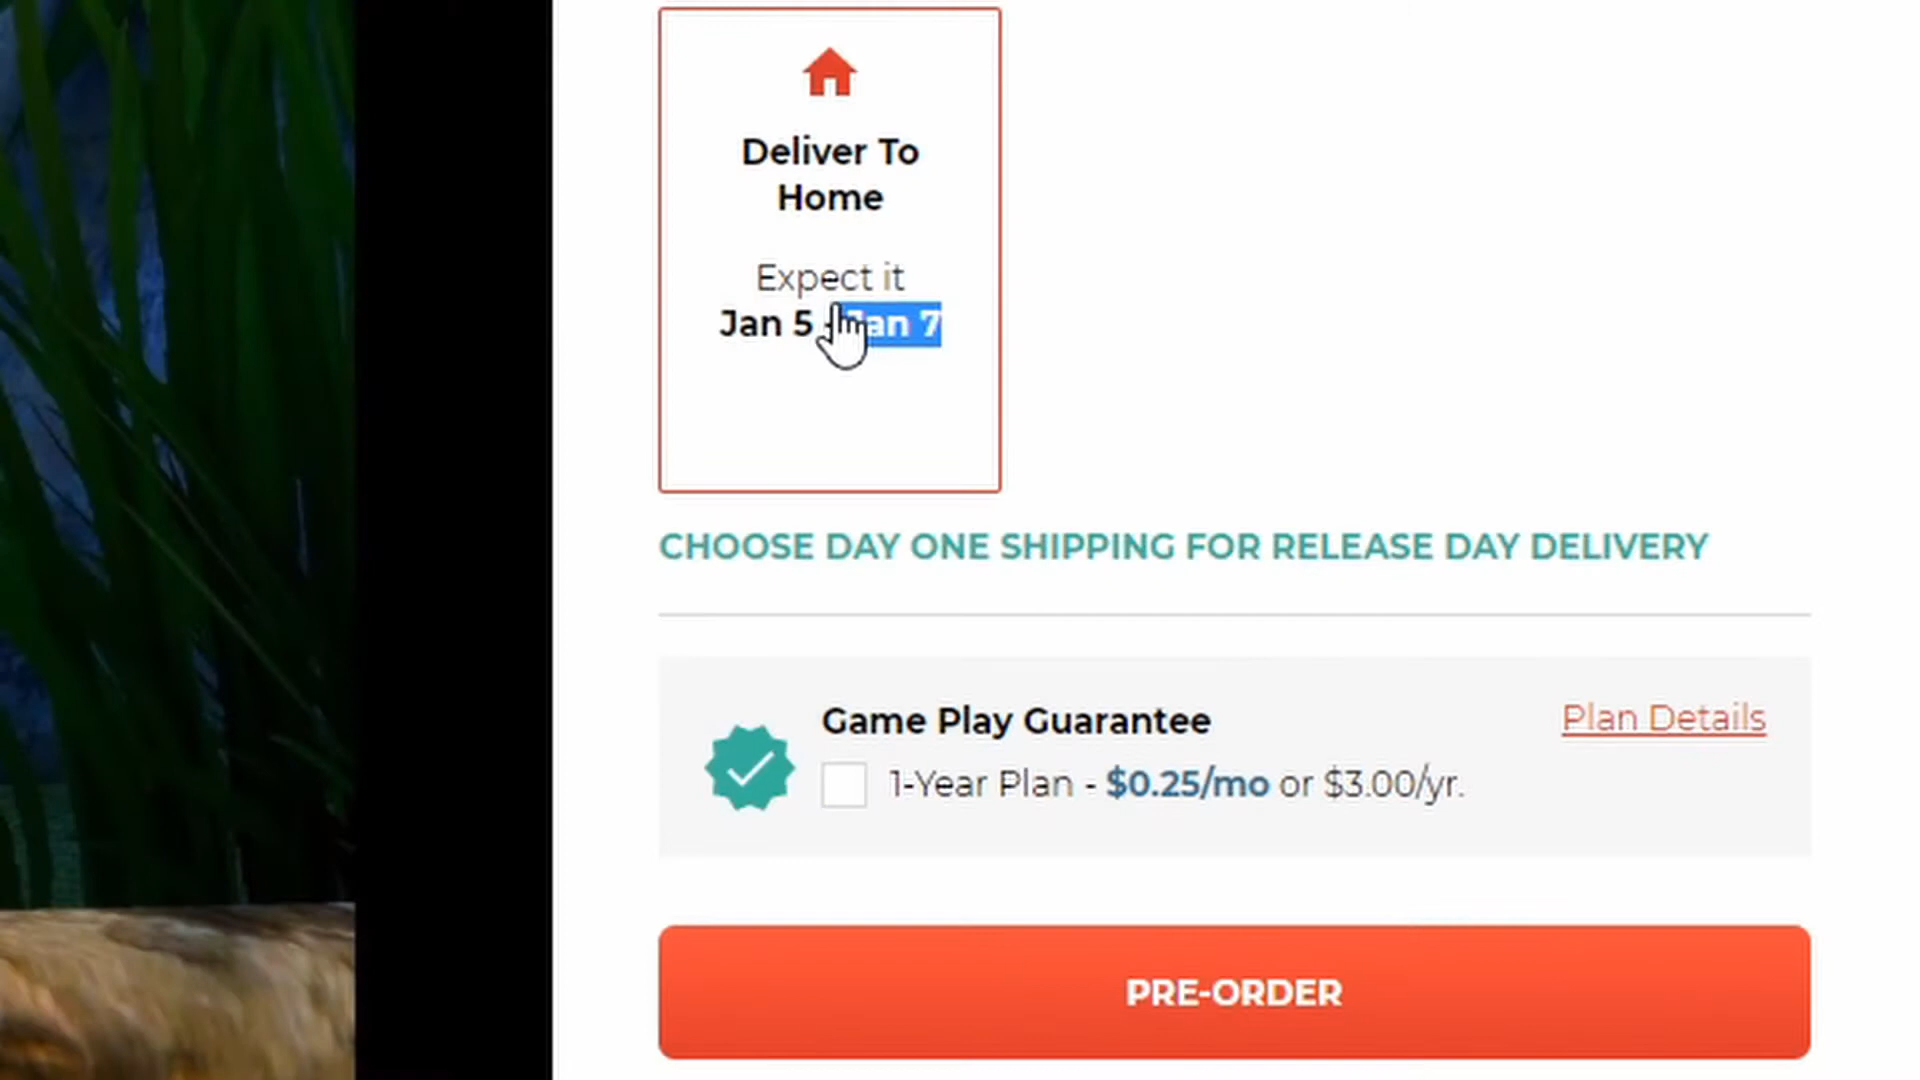 Deliver To
Home
Expect it
Jan 5 - Jan 7
CHOOSE DAY ONE SHIPPING FOR RELEASE DAY DELIVERY
Game Play Guarantee
Plan Details
1-Year Plan - $0.25/mo or $3.00/yr.
PRE-ORDER